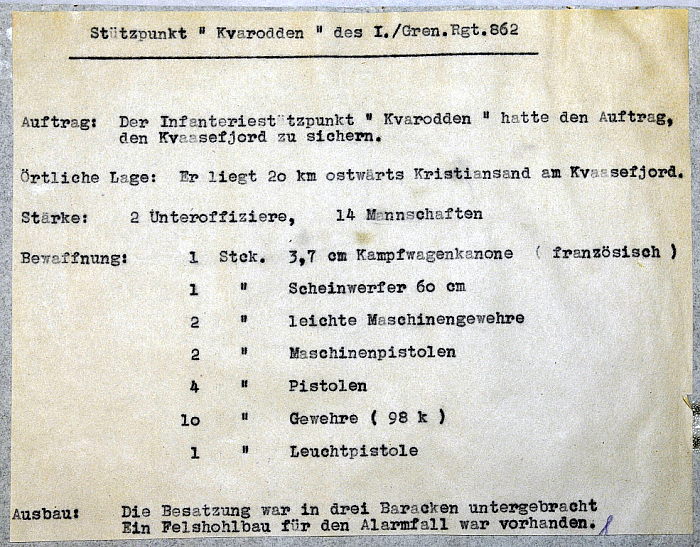 Stützpunkt " Kvarodden " des I./Gren.Rgt.862
Auftrag: Der Infanteriestützpunkt " Kvarodden " hatte den Auftrag,
den Kvaasefjord zu sichern.
Örtliche Lage: Er liegt 2o km ostwärts Kristiansand am Kvaasefjord.
Stärke: 2 Unteroffiziere, 14 Mannschaften
Bewaffnung: 1 Stck. 3,7 cm Kampfwagenkanone ( französisch )
1 " Scheinwerfer 6o cm
2 " leichte Maschinengewehre
2 " Maschinenpistolen
4 " Pistolen
1o " Gewehre ( 98 k )
1 " Leuchtpistole
Ausbau: Die Besatzung war in drei Baracken untergebracht
Ein Felshohlbau für den Alarmfall war vorhanden.